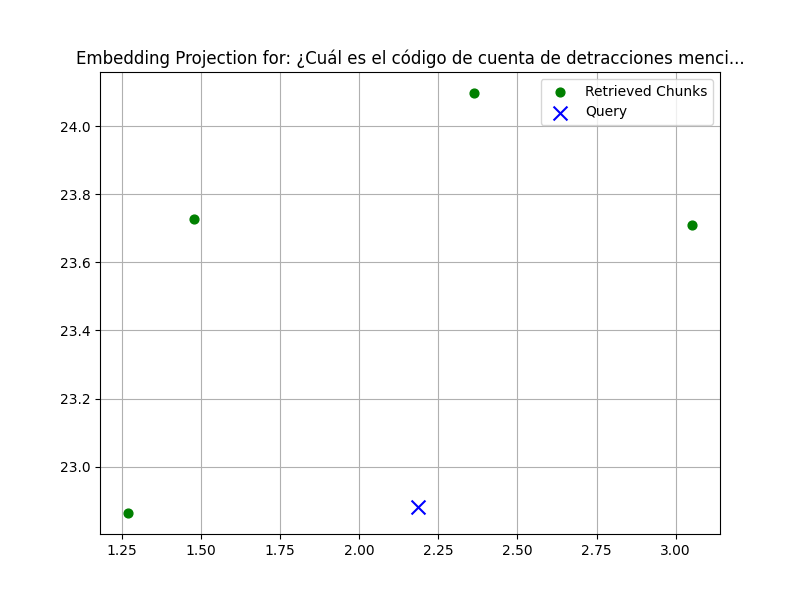 Embedding Projection for: ¿Cuál es el código de cuenta de detracciones menci...
Retrieved Chunks
Query
24.0
23.8
23.6
23.4
23.2
23.0
1.25 1.50 1.75 2.00 2.25 2.50 2.75 3.00